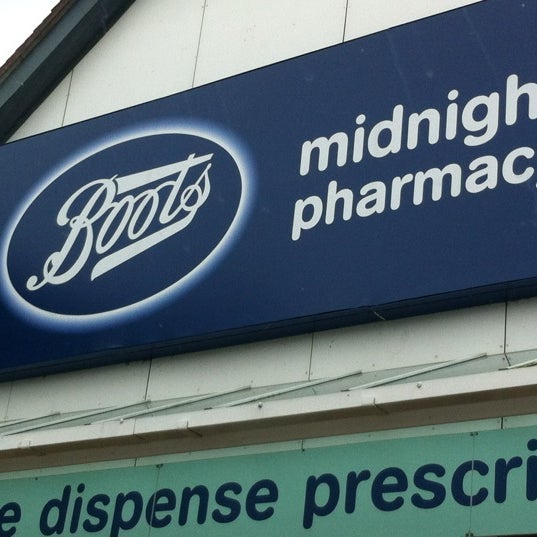 Boots
midnigh
pharmac
e dispense prescri